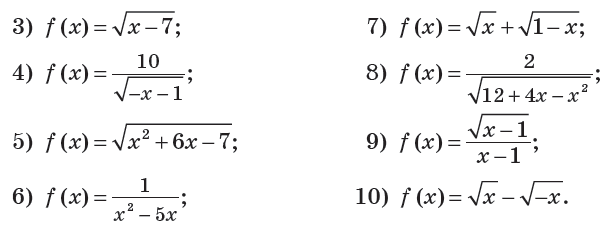 3) f(x) = √(x − 7);
4) f(x) = 10/√(−x − 1);
5) f(x) = √(x² + 6x − 7);
6) f(x) = 1/(x² − 5x);
7) f(x) = √x + √(1 − x);
8) f(x) = 2/√(12 + 4x − x²);
9) f(x) = √(x − 1)/(x − 1);
10) f(x) = √x − √(−x).